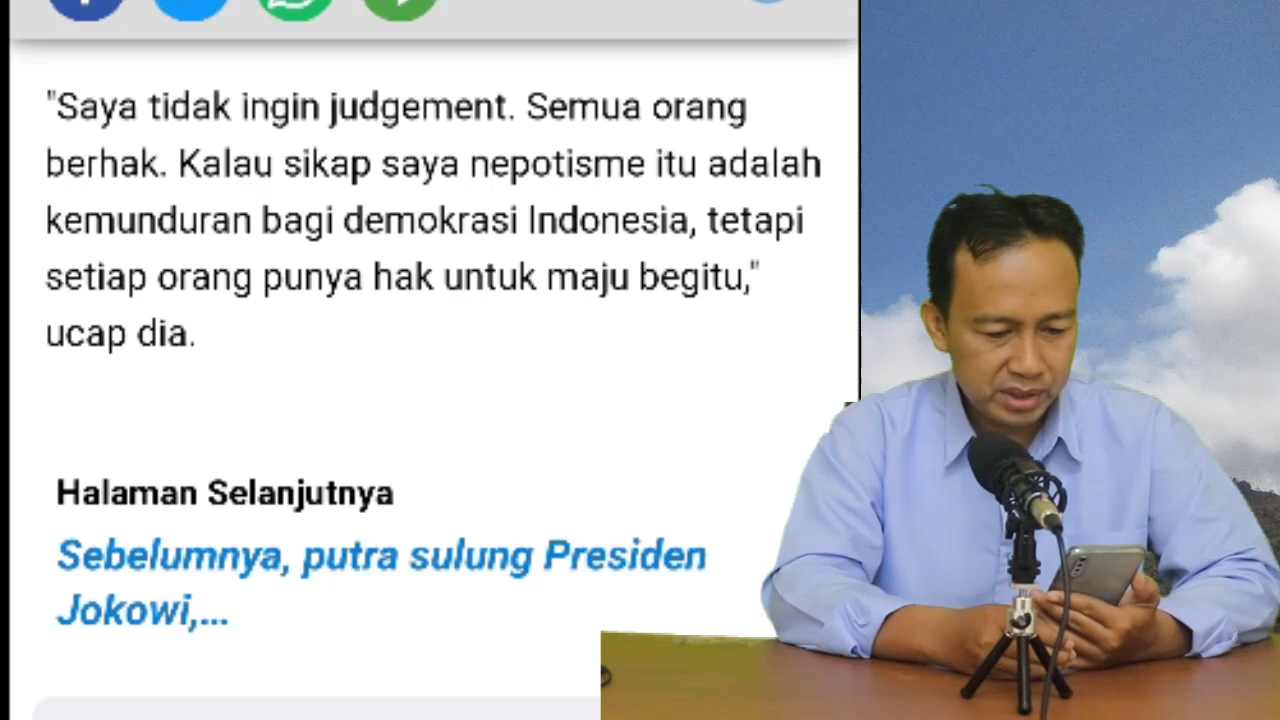 "Saya tidak ingin judgement. Semua orang
berhak. Kalau sikap saya nepotisme itu adalah
kemunduran bagi demokrasi Indonesia, tetapi
setiap orang punya hak untuk maju begitu,"
ucap dia.
Halaman Selanjutnya
Sebelumnya, putra sulung Presiden
Jokowi,...